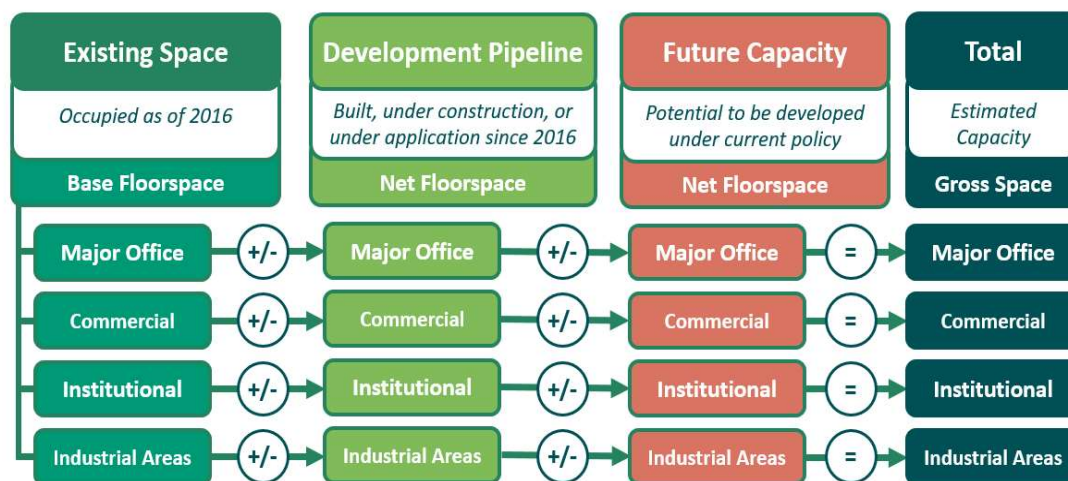 Existing Space
Occupied as of 2016
Base Floorspace
Development Pipeline
Built, under construction, or
under application since 2016
Net Floorspace
Future Capacity
Potential to be developed
under current policy
Net Floorspace
Total
Estimated
Capacity
Gross Space
Major Office +/- Major Office +/- Major Office = Major Office
Commercial +/- Commercial +/- Commercial = Commercial
Institutional +/- Institutional +/- Institutional = Institutional
Industrial Areas +/- Industrial Areas +/- Industrial Areas = Industrial Areas